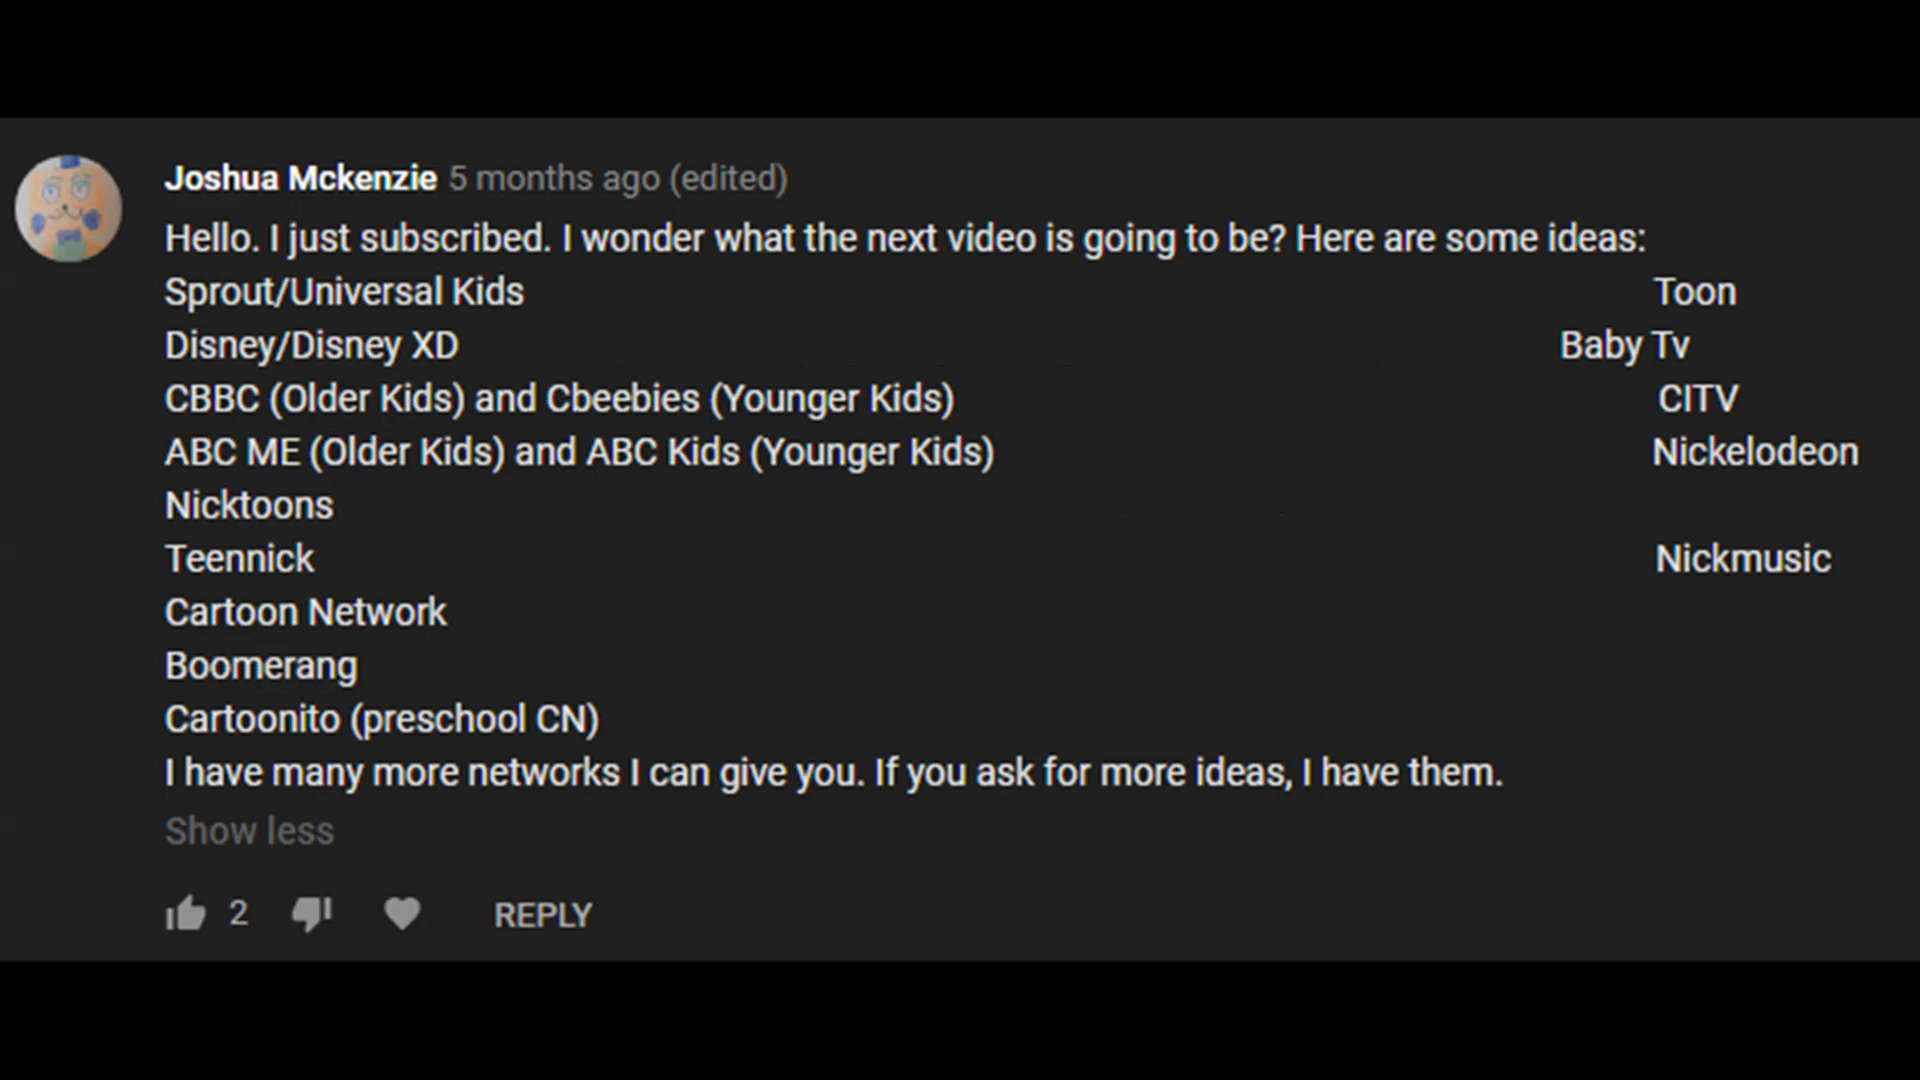 Joshua Mckenzie 5 months ago (edited)
Hello. I just subscribed. I wonder what the next video is going to be? Here are some ideas:
Sprout/Universal Kids Toon
Disney/Disney XD Baby Tv
CBBC (Older Kids) and Cbeebies (Younger Kids) CITV
ABC ME (Older Kids) and ABC Kids (Younger Kids) Nickelodeon
Nicktoons
Teennick Nickmusic
Cartoon Network
Boomerang
Cartoonito (preschool CN)
I have many more networks I can give you. If you ask for more ideas, I have them.
Show less
2 REPLY